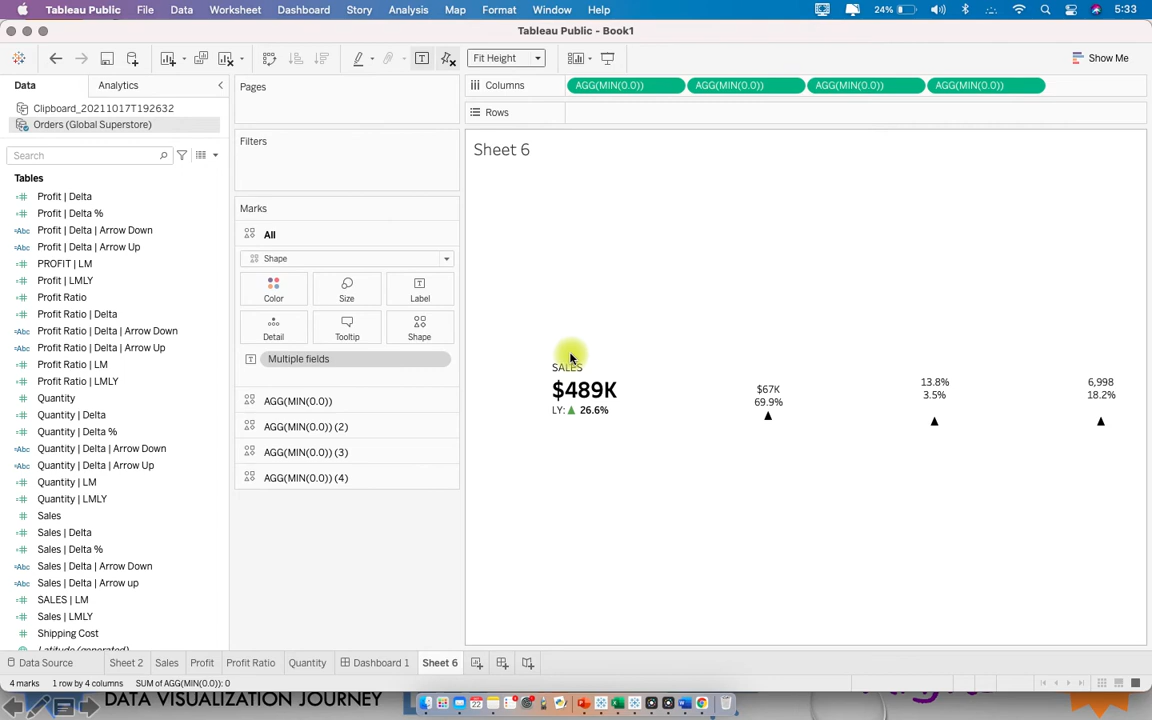 Tableau Public File Data Worksheet Dashboard Story Analysis Map Format Window Help 24% 5:33
Tableau Public - Book1
Fit Height Show Me
Data Analytics Pages Columns AGG(MIN(0.0)) AGG(MIN(0.0)) AGG(MIN(0.0)) AGG(MIN(0.0))
Clipboard_20211017T192632 Rows
Orders (Global Superstore)
Search
Filters
Sheet 6
Tables
Profit | Delta
Profit | Delta %
Profit | Delta | Arrow Down
Profit | Delta | Arrow Up
PROFIT | LM
Profit | LMLY
Profit Ratio
Profit Ratio | Delta
Profit Ratio | Delta | Arrow Down
Profit Ratio | Delta | Arrow Up
Profit Ratio | LM
Profit Ratio | LMLY
Quantity
Quantity | Delta
Quantity | Delta %
Quantity | Delta | Arrow Down
Quantity | Delta | Arrow Up
Quantity | LM
Quantity | LMLY
Sales
Sales | Delta
Sales | Delta %
Sales | Delta | Arrow Down
Sales | Delta | Arrow up
SALES | LM
Sales | LMLY
Shipping Cost
Latitude (generated)
Marks
All
Shape
Color Size Label
Detail Tooltip Shape
Multiple fields
AGG(MIN(0.0))
AGG(MIN(0.0)) (2)
AGG(MIN(0.0)) (3)
AGG(MIN(0.0)) (4)
SALES
$489K
LY: ▲ 26.6%
$67K
69.9%
▲
13.8%
3.5%
▲
6,998
18.2%
▲
Data Source Sheet 2 Sales Profit Profit Ratio Quantity Dashboard 1 Sheet 6
4 marks 1 row by 4 columns SUM of AGG(MIN(0.0)): 0
DATA VISUALIZATION JOURNEY